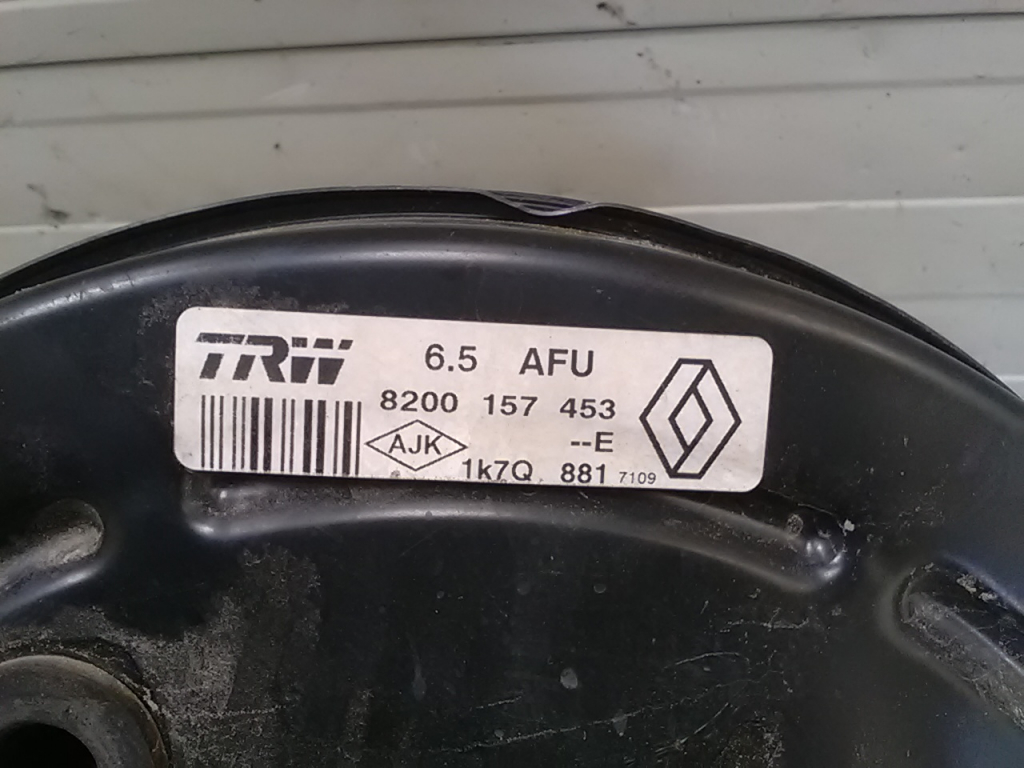 TRW 6.5 AFU
8200 157 453
AJK --E
1k7Q 881 7109